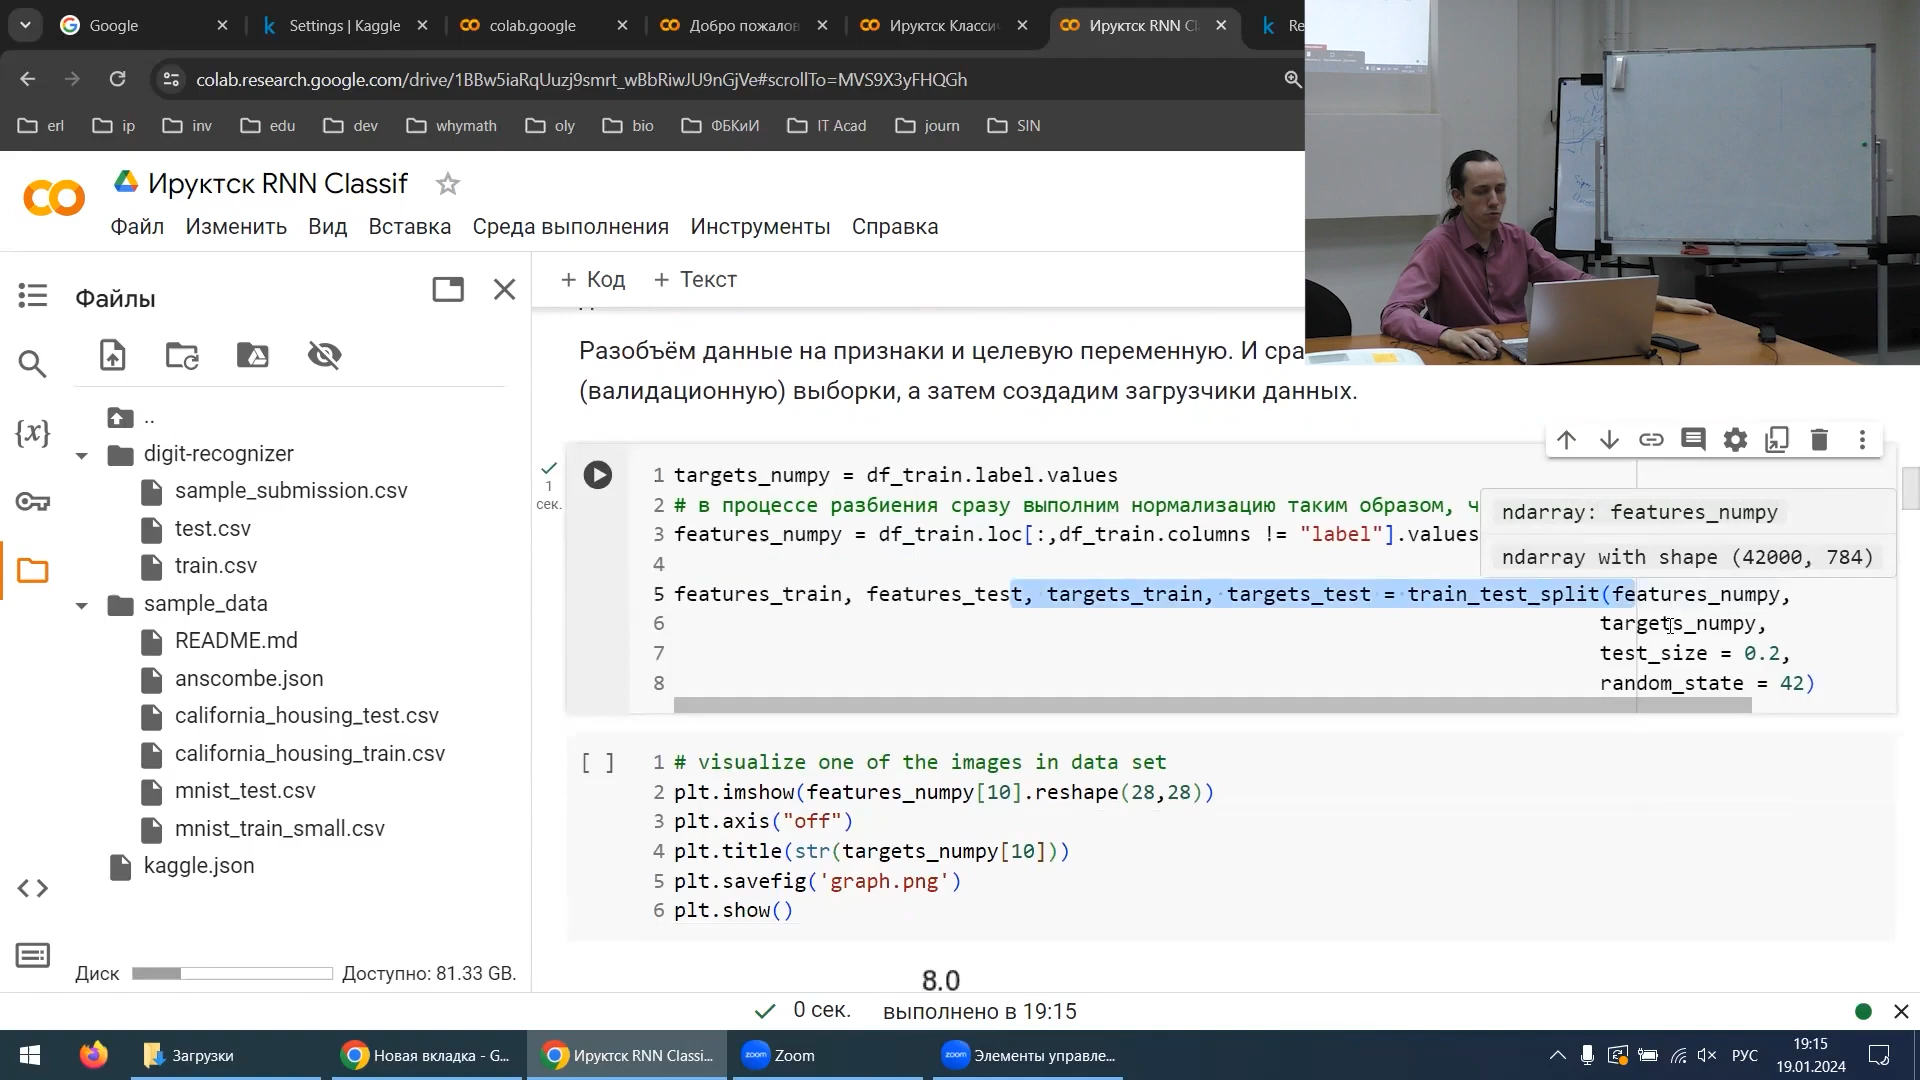 Google
Settings | Kaggle
colab.google
Добро пожалов
Ируктск Класси
Ируктск RNN Cl
Re
colab.research.google.com/drive/1BBw5iaRqUuzj9smrt_wBbRiwJU9nGjVe#scrollTo=MVS9X3yFHQGh
erl
ip
inv
edu
dev
whymath
oly
bio
ФБКиИ
IT Acad
journ
SIN
Ируктск RNN Classif
Файл
Изменить
Вид
Вставка
Среда выполнения
Инструменты
Справка
Файлы
+ Код
+ Текст
..
digit-recognizer
sample_submission.csv
test.csv
train.csv
sample_data
README.md
anscombe.json
california_housing_test.csv
california_housing_train.csv
mnist_test.csv
mnist_train_small.csv
kaggle.json
Диск
Доступно: 81.33 GB.
Разобъём данные на признаки и целевую переменную. И сра
(валидационную) выборки, а затем создадим загрузчики данных.
1
сек.
1 targets_numpy = df_train.label.values
2 # в процессе разбиения сразу выполним нормализацию таким образом, ч
3 features_numpy = df_train.loc[:,df_train.columns != "label"].values
4
5 features_train, features_test, targets_train, targets_test = train_test_split(features_numpy,
6 targets_numpy,
7 test_size = 0.2,
8 random_state = 42)
ndarray: features_numpy
ndarray with shape (42000, 784)
[ ]
1 # visualize one of the images in data set
2 plt.imshow(features_numpy[10].reshape(28,28))
3 plt.axis("off")
4 plt.title(str(targets_numpy[10]))
5 plt.savefig('graph.png')
6 plt.show()
8.0
0 сек.
выполнено в 19:15
Загрузки
Новая вкладка - G...
Ируктск RNN Classi...
zoom
Zoom
zoom
Элементы управле...
РУС
19:15
19.01.2024